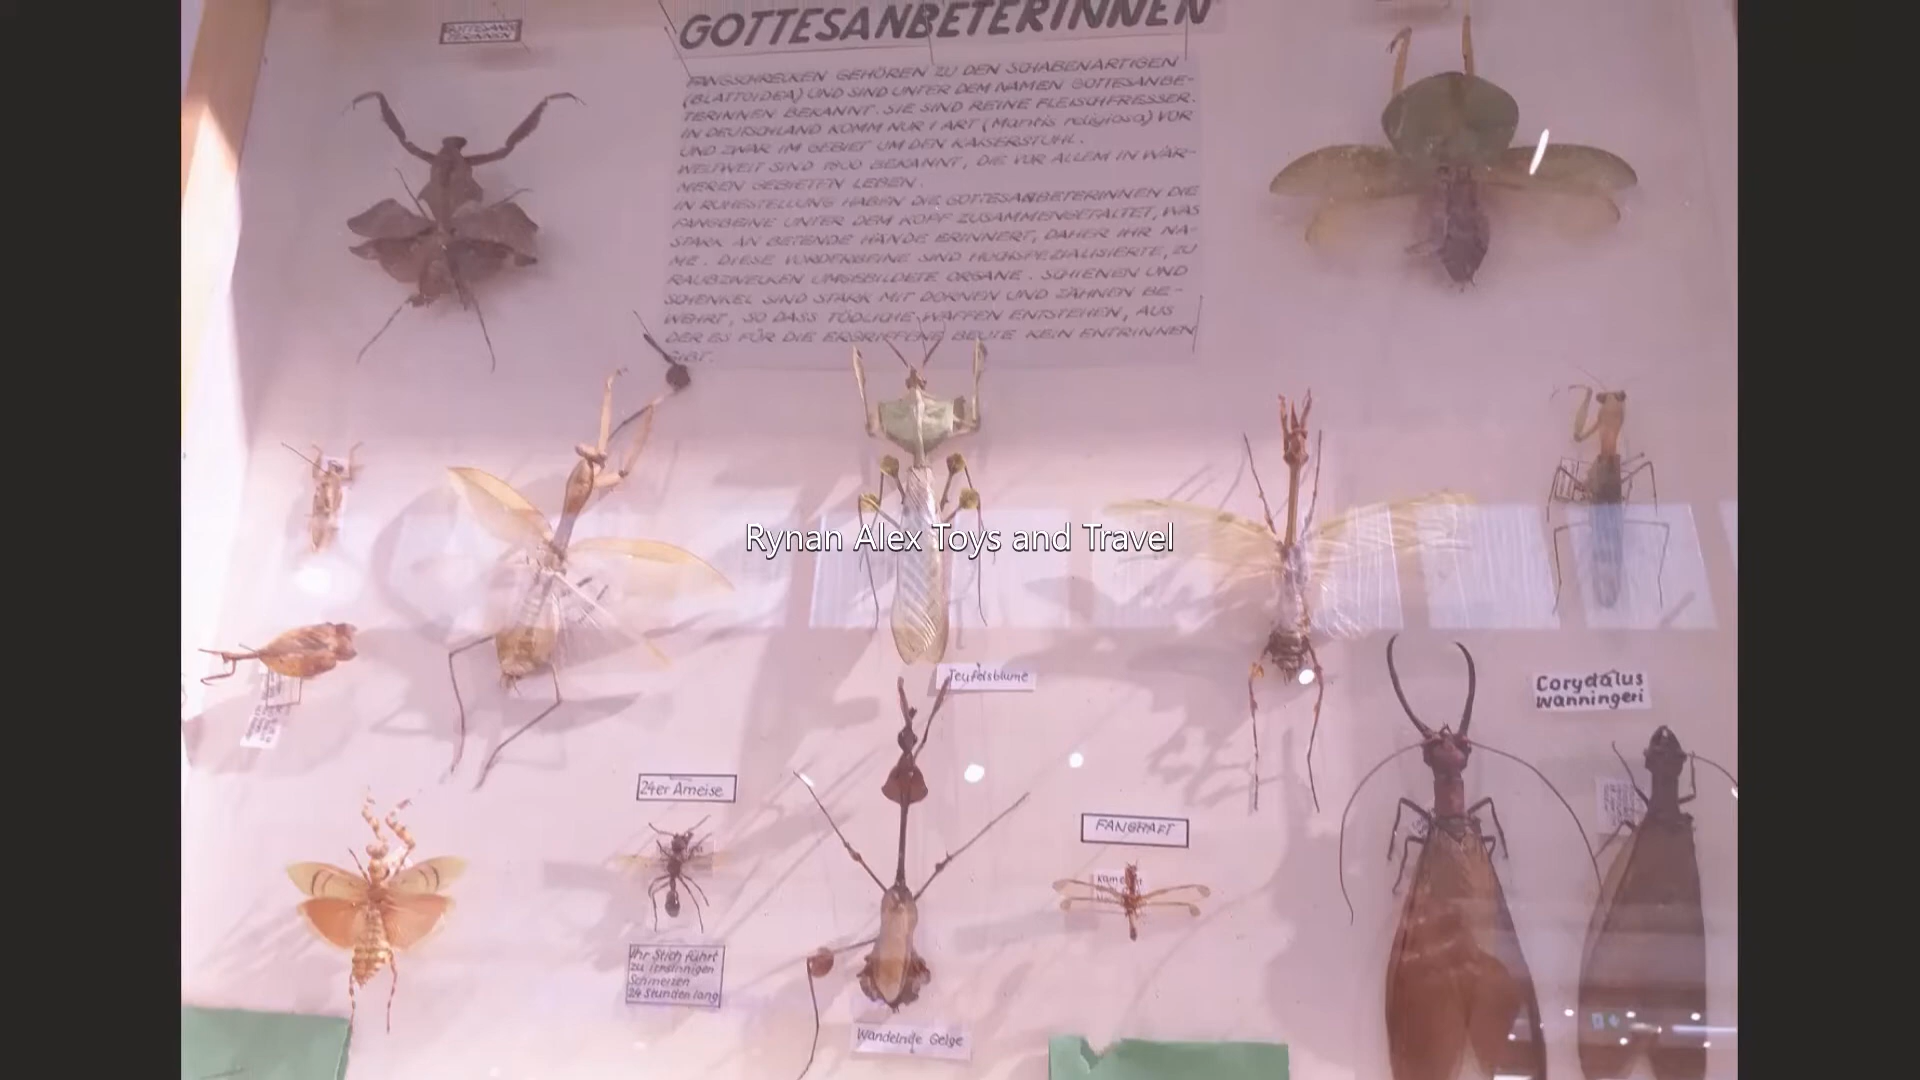 GOTTESANBETERINNEN
GOTTESANBE
TERINNEN
FANGSCHRECKEN GEHÖREN ZU DEN SCHABENARTIGEN
(BLATTOIDEA) UND SIND UNTER DEM NAMEN GOTTESANBE-
TERINNEN BEKANNT. SIE SIND REINE FLEISCHFRESSER.
IN DEUTSCHLAND KOMM NUR 1 ART (Mantis religiosa) VOR
UND ZWAR IM GEBIET UM DEN KAISERSTUHL.
WELTWEIT SIND 1800 BEKANNT, DIE VOR ALLEM IN WÄR-
MEREN GEBIETEN LEBEN.
IN RUHESTELLUNG HABEN DIE GOTTESANBETERINNEN DIE
FANGBEINE UNTER DEM KOPF ZUSAMMENGEFALTET, WAS
STARK AN BETENDE HÄNDE ERINNERT, DAHER IHR NA-
ME. DIESE VORDERBEINE SIND HOCHSPEZIALISIERTE, ZU
RAUBZWECKEN UMGEBILDETE ORGANE. SCHIENEN UND
SCHENKEL SIND STARK MIT DORNEN UND ZÄHNEN BE-
WEHRT, SO DASS TÖDLICHE WAFFEN ENTSTEHEN, AUS
DER ES FÜR DIE ERGRIFFENE BEUTE KEIN ENTRINNEN
GIBT.
Rynan Alex Toys and Travel
Teufelsblume
Corydalus
wanningeri
24er Ameise
FANGHAFT
Ihr Stich führt
zu irrsinnigen
Schmerzen
24 Stunden lang
Wandelnde Geige